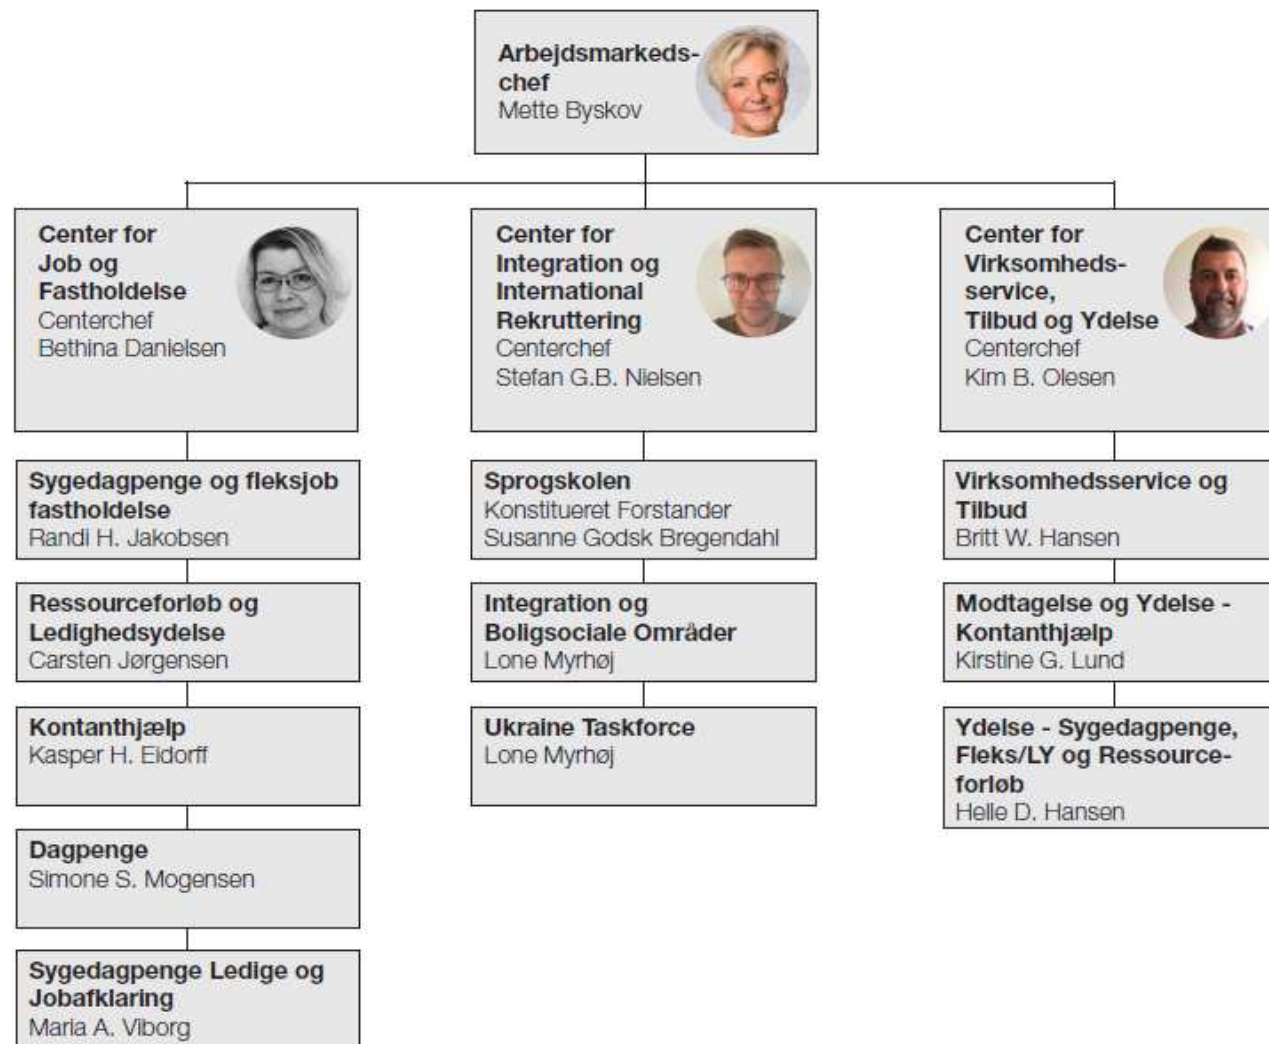 Arbejdsmarkeds-
chef
Mette Byskov
Center for
Job og
Fastholdelse
Centerchef
Bethina Danielsen
Sygedagpenge og fleksjob
fastholdelse
Randi H. Jakobsen
Ressourceforløb og
Ledighedsydelse
Carsten Jørgensen
Kontanthjælp
Kasper H. Eldorff
Dagpenge
Simone S. Mogensen
Sygedagpenge Ledige og
Jobafklaring
Maria A. Viborg
Center for
Integration og
International
Rekruttering
Centerchef
Stefan G.B. Nielsen
Sprogskolen
Konstitueret Forstander
Susanne Godsk Bregendahl
Integration og
Boligsociale Områder
Lone Myrhøj
Ukraine Taskforce
Lone Myrhøj
Center for
Virksomheds-
service,
Tilbud og Ydelse
Centerchef
Kim B. Olesen
Virksomhedsservice og
Tilbud
Britt W. Hansen
Modtagelse og Ydelse -
Kontanthjælp
Kirstine G. Lund
Ydelse - Sygedagpenge,
Fleks/LY og Ressource-
forløb
Helle D. Hansen